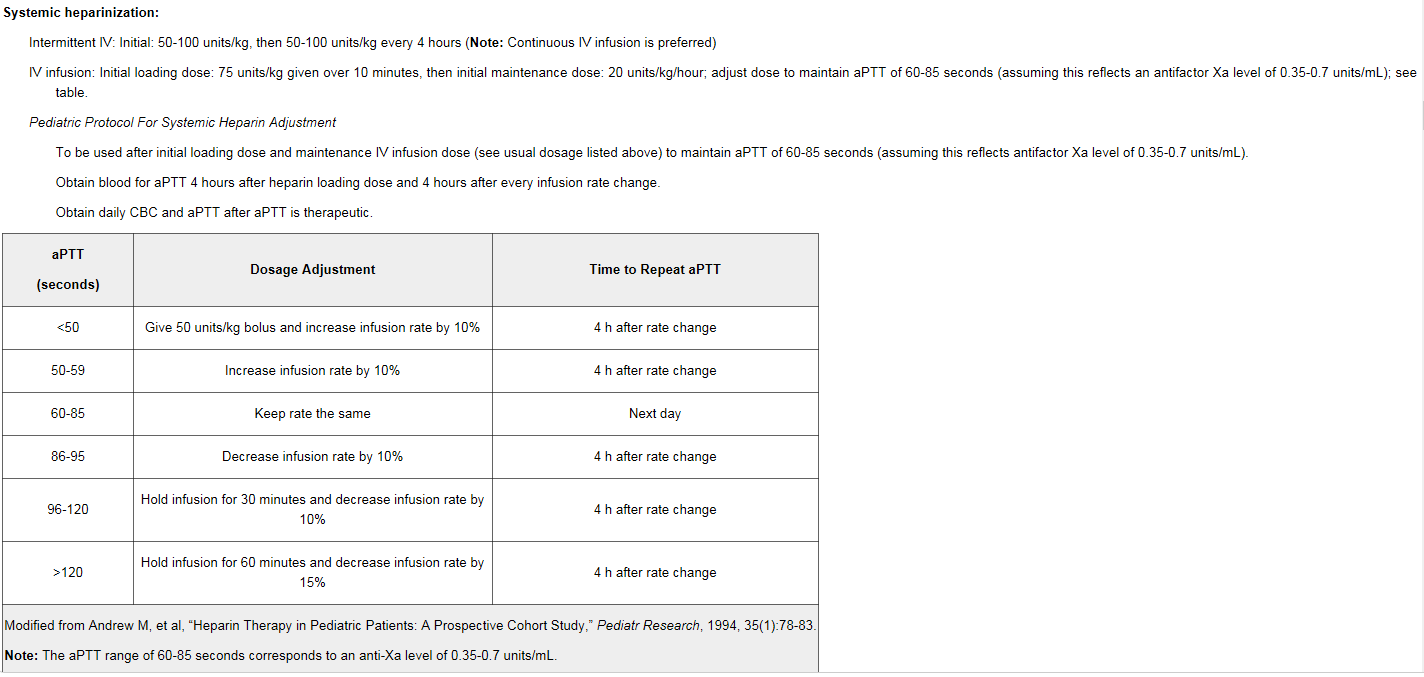 Systemic heparinization:
Intermittent IV: Initial: 50-100 units/kg, then 50-100 units/kg every 4 hours (Note: Continuous IV infusion is preferred)
IV infusion: Initial loading dose: 75 units/kg given over 10 minutes, then initial maintenance dose: 20 units/kg/hour; adjust dose to maintain aPTT of 60-85 seconds (assuming this reflects an antifactor Xa level of 0.35-0.7 units/mL); see
table.
Pediatric Protocol For Systemic Heparin Adjustment
To be used after initial loading dose and maintenance IV infusion dose (see usual dosage listed above) to maintain aPTT of 60-85 seconds (assuming this reflects antifactor Xa level of 0.35-0.7 units/mL).
Obtain blood for aPTT 4 hours after heparin loading dose and 4 hours after every infusion rate change.
Obtain daily CBC and aPTT after aPTT is therapeutic.
aPTT
(seconds)
Dosage Adjustment
Time to Repeat aPTT
<50
Give 50 units/kg bolus and increase infusion rate by 10%
4 h after rate change
50-59
Increase infusion rate by 10%
4 h after rate change
60-85
Keep rate the same
Next day
86-95
Decrease infusion rate by 10%
4 h after rate change
96-120
Hold infusion for 30 minutes and decrease infusion rate by
10%
4 h after rate change
>120
Hold infusion for 60 minutes and decrease infusion rate by
15%
4 h after rate change
Modified from Andrew M, et al, “Heparin Therapy in Pediatric Patients: A Prospective Cohort Study,” Pediatr Research, 1994, 35(1):78-83.
Note: The aPTT range of 60-85 seconds corresponds to an anti-Xa level of 0.35-0.7 units/mL.